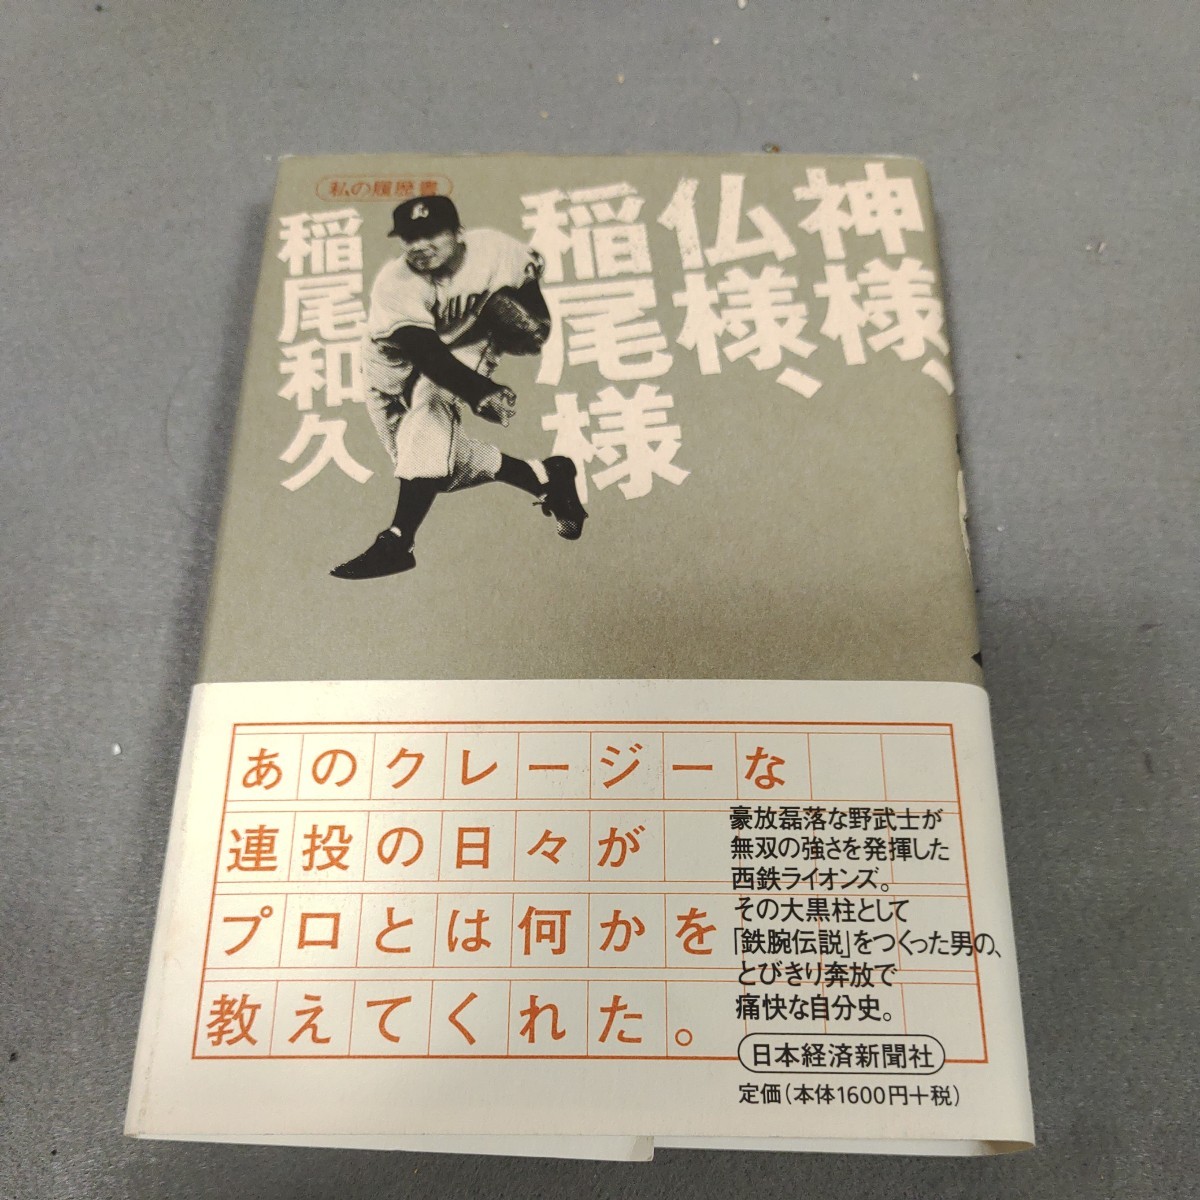 私の履歴書
神様、
仏様、
稲尾様
稲尾和久
あのクレージーな
連投の日々が
プロとは何かを
教えてくれた。
豪放磊落な野武士が
無双の強さを発揮した
西鉄ライオンズ。
その大黒柱として
「鉄腕伝説」をつくった男の、
とびきり奔放で
痛快な自分史。
日本経済新聞社
定価(本体1600円+税)